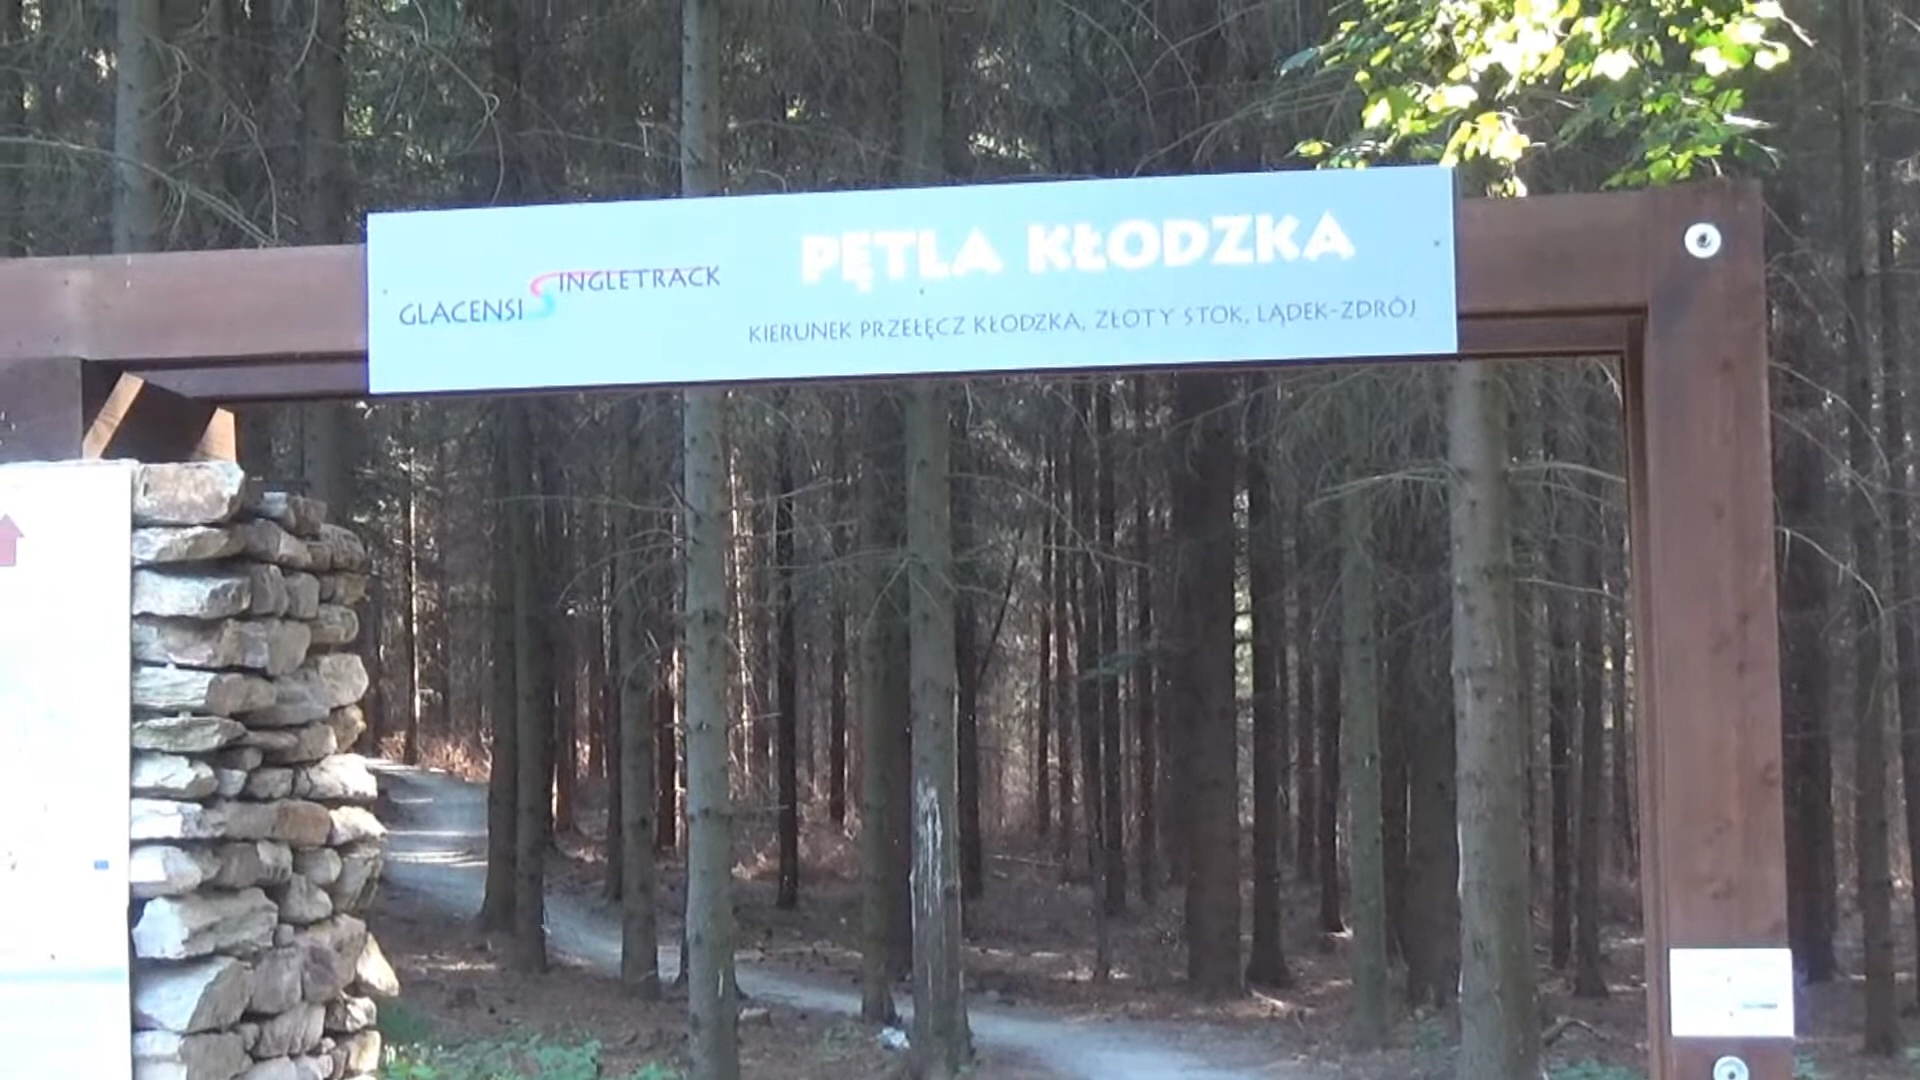 GLACENSI SINGLETRACK
PĘTLA KŁODZKA
KIERUNEK PRZEŁĘCZ KŁODZKA, ZŁOTY STOK, LĄDEK-ZDRÓJ